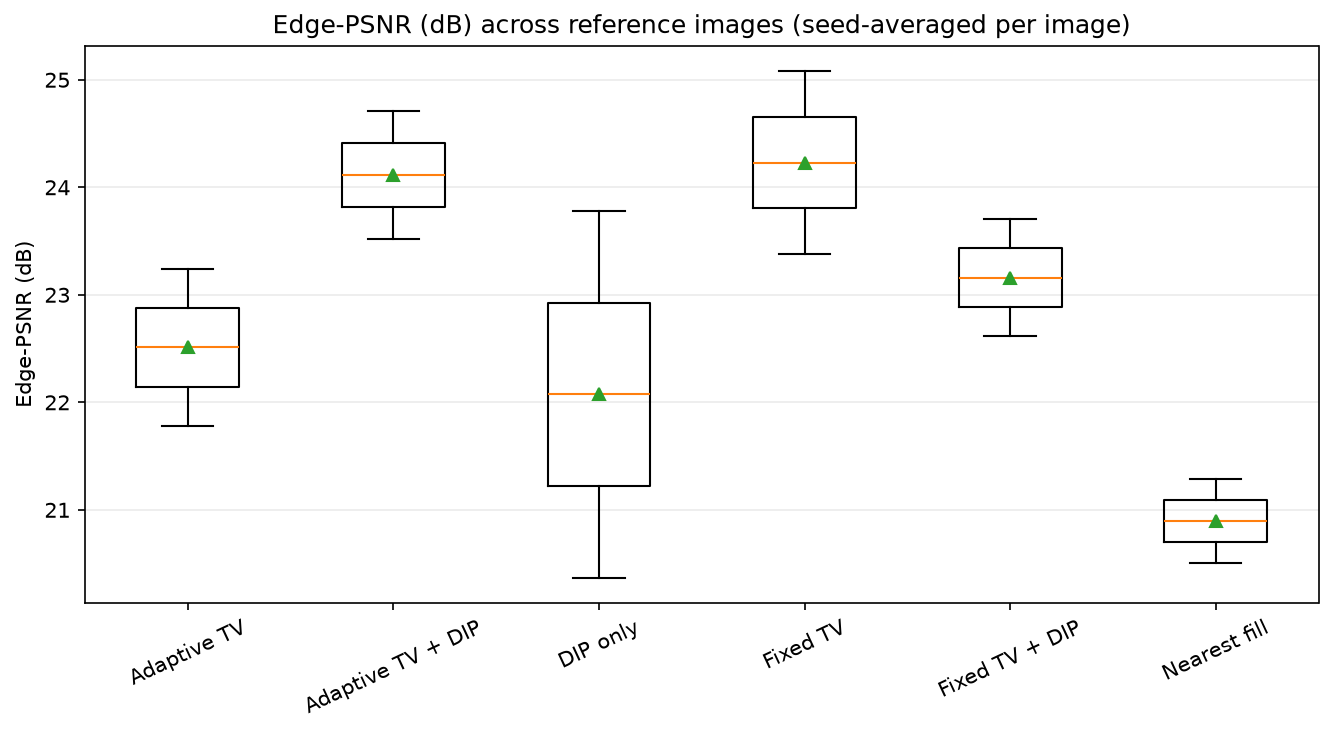 Edge-PSNR (dB) across reference images (seed-averaged per image)
Edge-PSNR (dB)
25
24
23
22
21
Adaptive TV
Adaptive TV + DIP
DIP only
Fixed TV
Fixed TV + DIP
Nearest fill